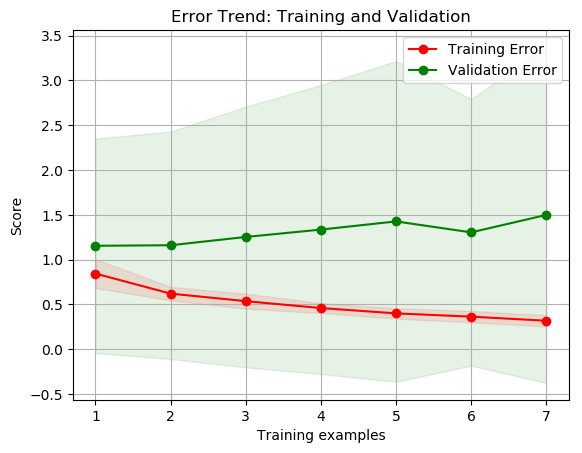 Error Trend: Training and Validation
Training Error
Validation Error
3.5
3.0
2.5
2.0
1.5
1.0
0.5
0.0
−0.5
Score
1 2 3 4 5 6 7
Training examples